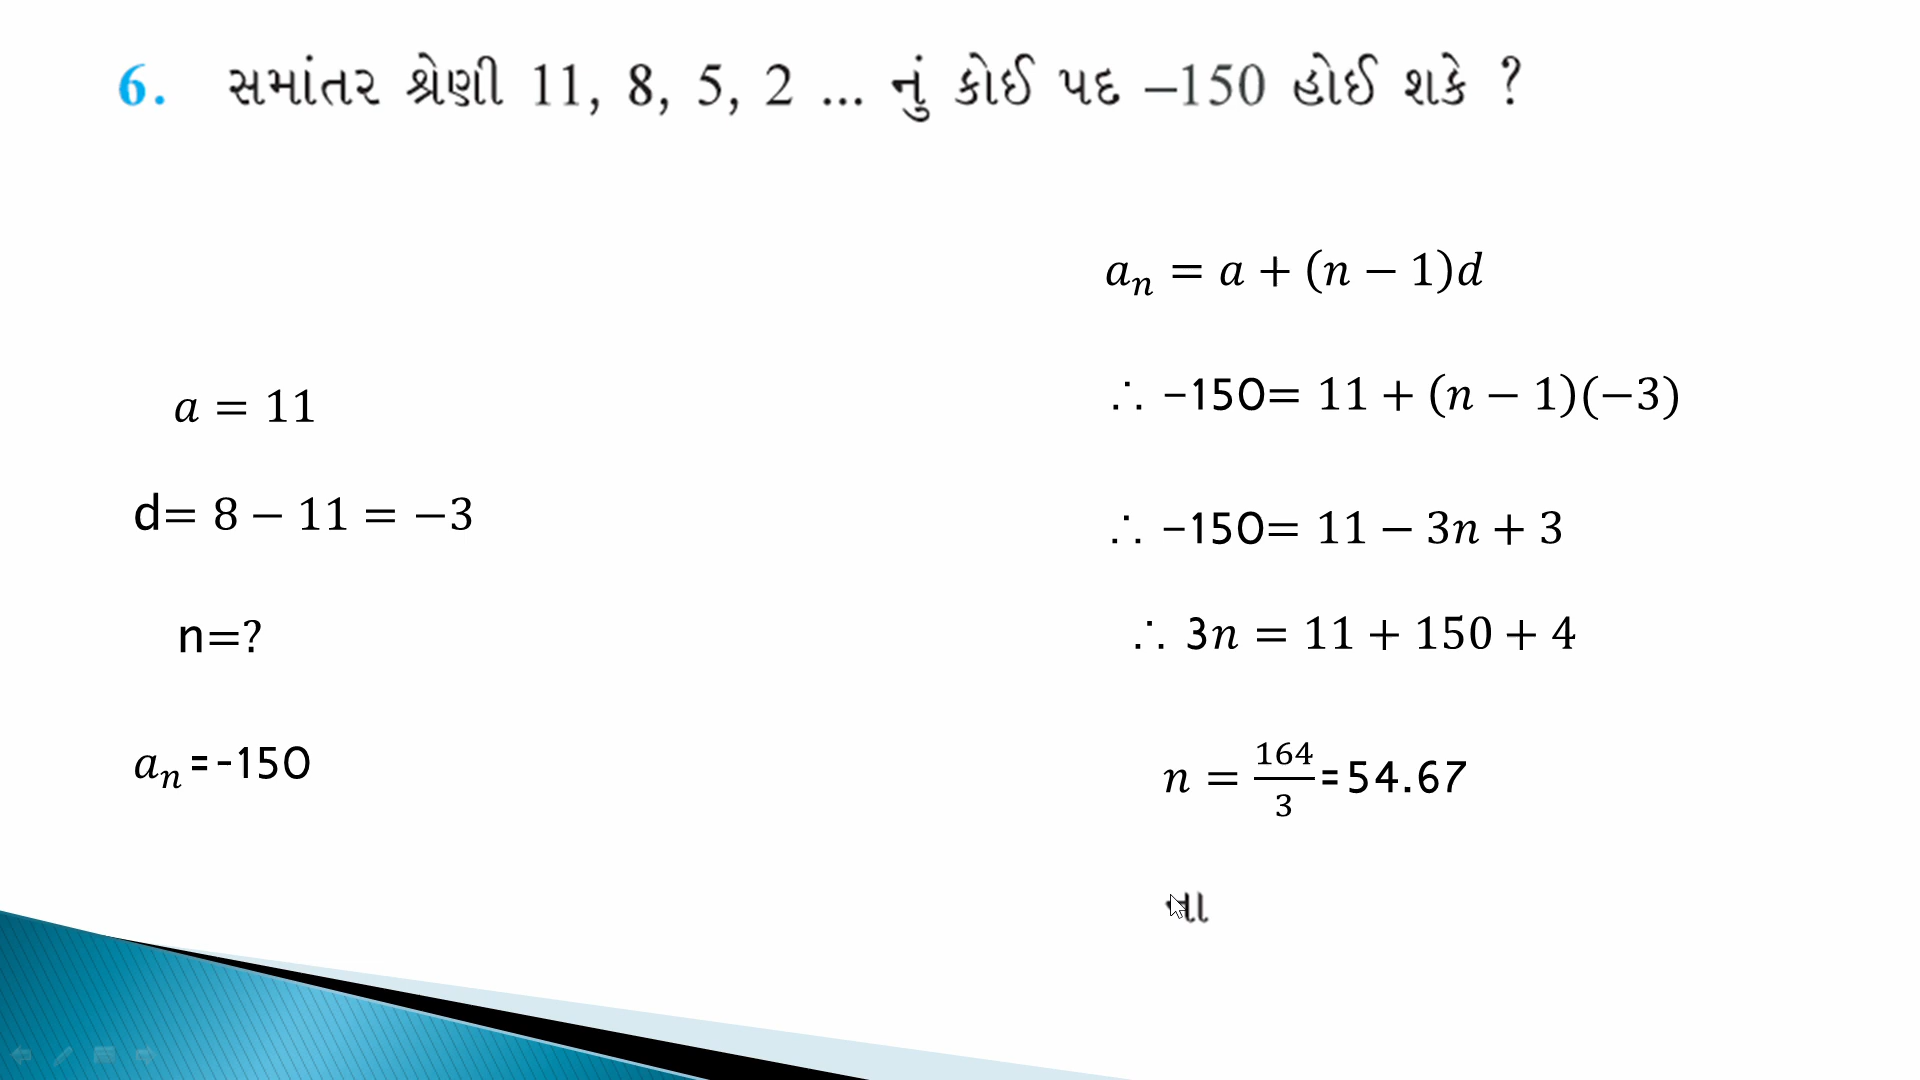 6. સમાંતર શ્રેણી 11, 8, 5, 2 ... નું કોઈ પદ –150 હોઈ શકે ?
a = 11
d= 8 − 11 = −3
n=?
aₙ = -150
aₙ = a + (n − 1)d
∴ −150= 11 + (n − 1)(−3)
∴ −150= 11 − 3n + 3
∴ 3n = 11 + 150 + 4
n = 164/3 = 54.67
ના